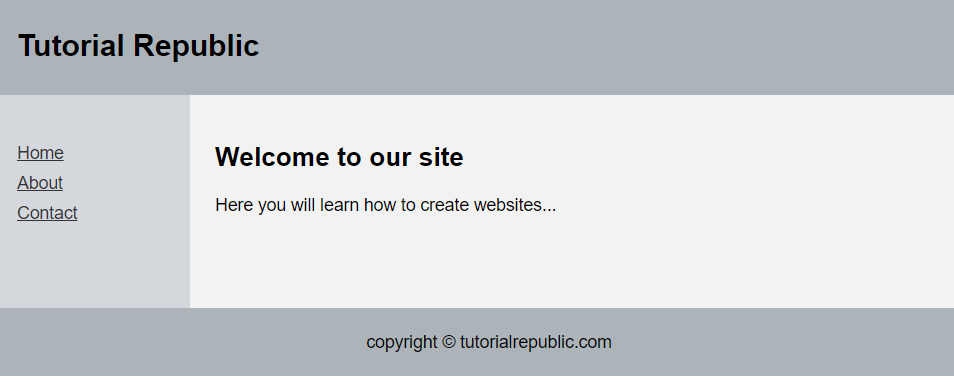 Tutorial Republic
Home
About
Contact
Welcome to our site
Here you will learn how to create websites...
copyright © tutorialrepublic.com